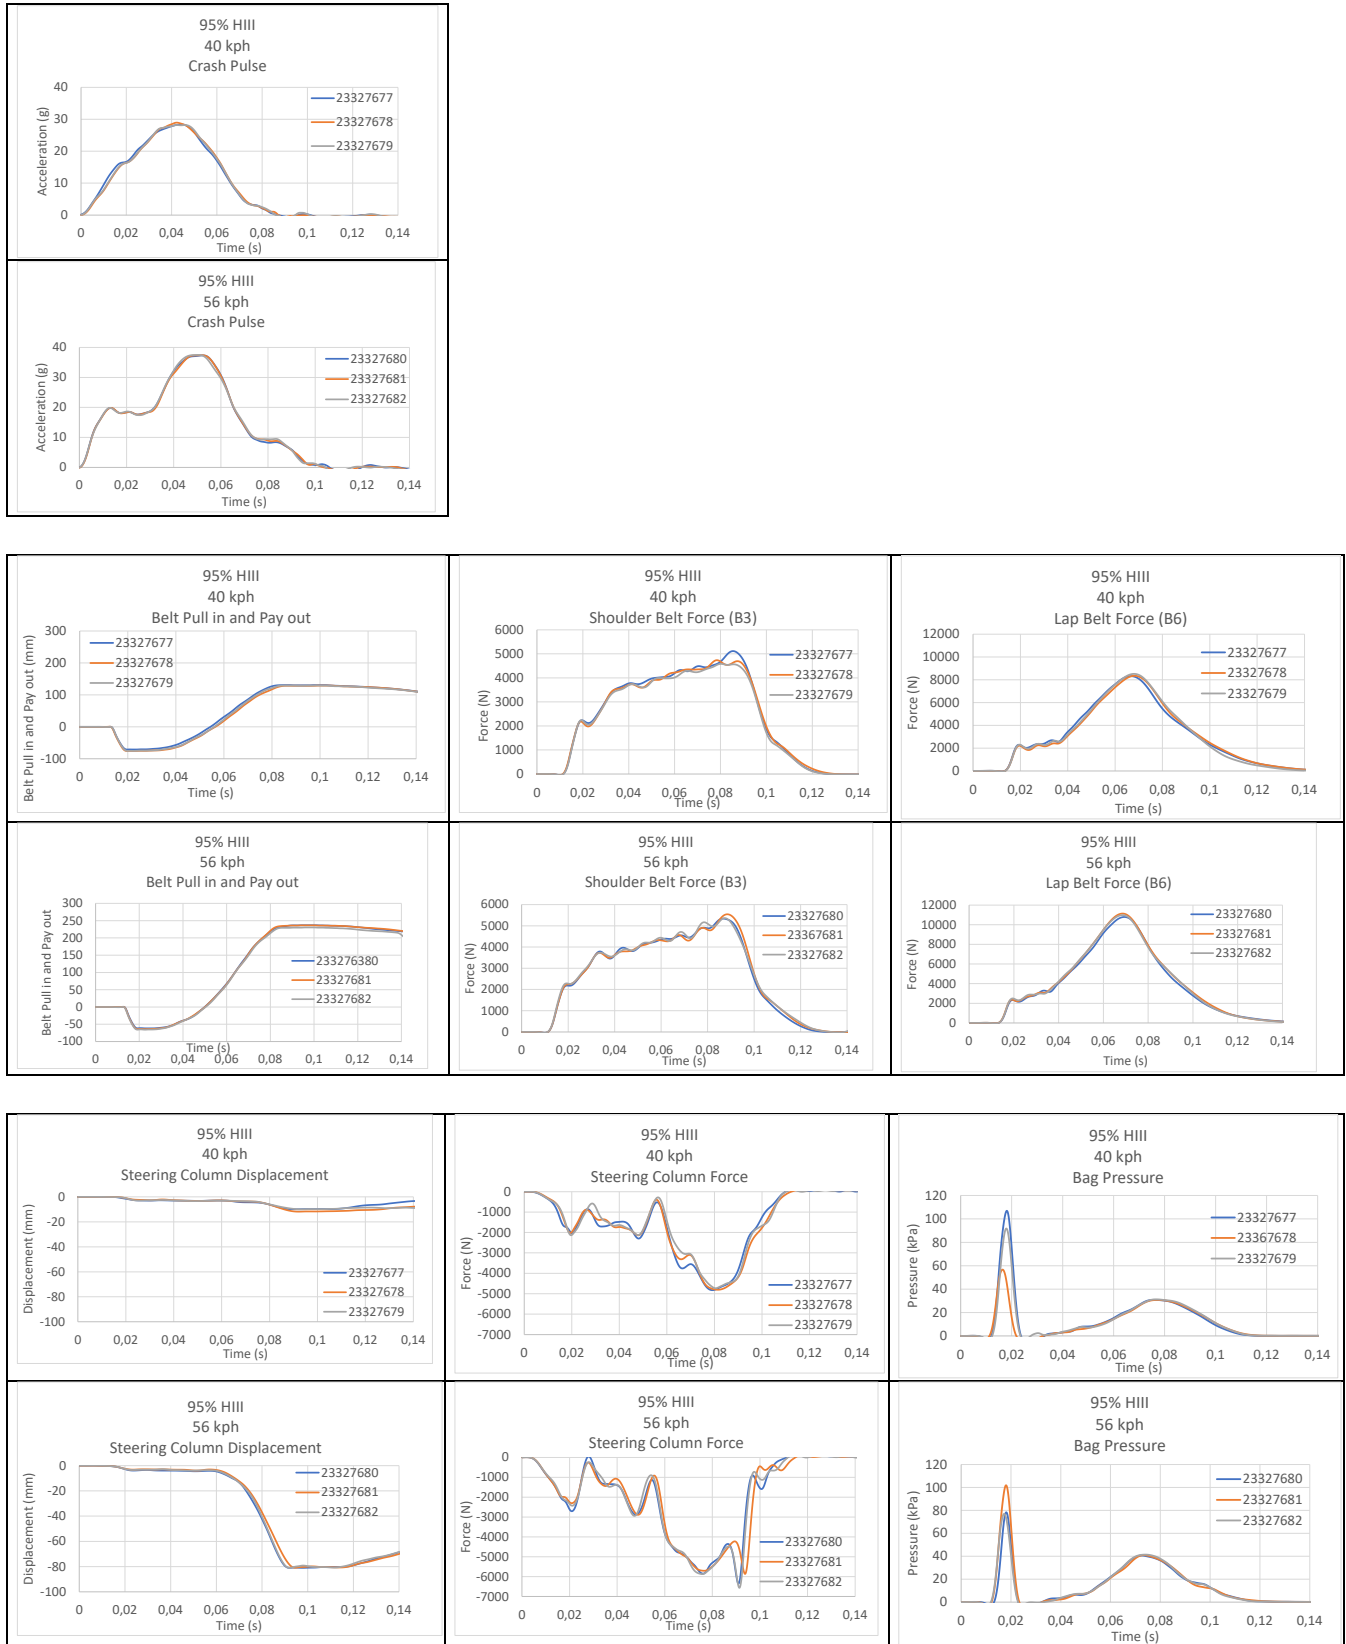 95% HIII
40 kph
Crash Pulse
Acceleration (g)
40
30
20
10
0
23327677
23327678
23327679
0 0,02 0,04 0,06 0,08 0,1 0,12 0,14
Time (s)
95% HIII
56 kph
Crash Pulse
Acceleration (g)
40
30
20
10
0
23327680
23327681
23327682
0 0,02 0,04 0,06 0,08 0,1 0,12 0,14
Time (s)
95% HIII
40 kph
Belt Pull in and Pay out
Belt Pull in and Pay out (mm)
300
200
100
0
-100
23327677
23327678
23327679
0 0,02 0,04 0,06 0,08 0,1 0,12 0,14
Time (s)
95% HIII
40 kph
Shoulder Belt Force (B3)
Force (N)
6000
5000
4000
3000
2000
1000
0
23327677
23327678
23327679
0 0,02 0,04 0,06 0,08 0,1 0,12 0,14
Time (s)
95% HIII
40 kph
Lap Belt Force (B6)
Force (N)
12000
10000
8000
6000
4000
2000
0
23327677
23327678
23327679
0 0,02 0,04 0,06 0,08 0,1 0,12 0,14
Time (s)
95% HIII
56 kph
Belt Pull in and Pay out
Belt Pull in and Pay out
300
250
200
150
100
50
0
-50
-100
233276380
23327681
23327682
Time (s)
0 0,02 0,04 0,06 0,08 0,1 0,12 0,14
95% HIII
56 kph
Shoulder Belt Force (B3)
Force (N)
6000
5000
4000
3000
2000
1000
0
23327680
23367681
23327682
0 0,02 0,04 0,06 0,08 0,1 0,12 0,14
Time (s)
95% HIII
56 kph
Lap Belt Force (B6)
Force (N)
12000
10000
8000
6000
4000
2000
0
23327680
23327681
23327682
0 0,02 0,04 0,06 0,08 0,1 0,12 0,14
Time (s)
95% HIII
40 kph
Steering Column Displacement
Displacement (mm)
0
-20
-40
-60
-80
-100
23327677
23327678
23327679
0 0,02 0,04 0,06 0,08 0,1 0,12 0,14
Time (s)
95% HIII
40 kph
Steering Column Force
Force (N)
0
-1000
-2000
-3000
-4000
-5000
-6000
-7000
23327677
23327678
23327679
0 0,02 0,04 0,06 0,08 0,1 0,12 0,14
Time (s)
95% HIII
40 kph
Bag Pressure
Pressure (kPa)
120
100
80
60
40
20
0
23327677
23367678
23327679
0 0,02 0,04 0,06 0,08 0,1 0,12 0,14
Time (s)
95% HIII
56 kph
Steering Column Displacement
Displacement (mm)
0
-20
-40
-60
-80
-100
23327680
23327681
23327682
0 0,02 0,04 0,06 0,08 0,1 0,12 0,14
Time (s)
95% HIII
56 kph
Steering Column Force
Force (N)
0
-1000
-2000
-3000
-4000
-5000
-6000
-7000
23327680
23327681
23327682
0 0,02 0,04 0,06 0,08 0,1 0,12 0,14
Time (s)
95% HIII
56 kph
Bag Pressure
Pressure (kPa)
120
100
80
60
40
20
0
23327680
23327681
23327682
0 0,02 0,04 0,06 0,08 0,1 0,12 0,14
Time (s)